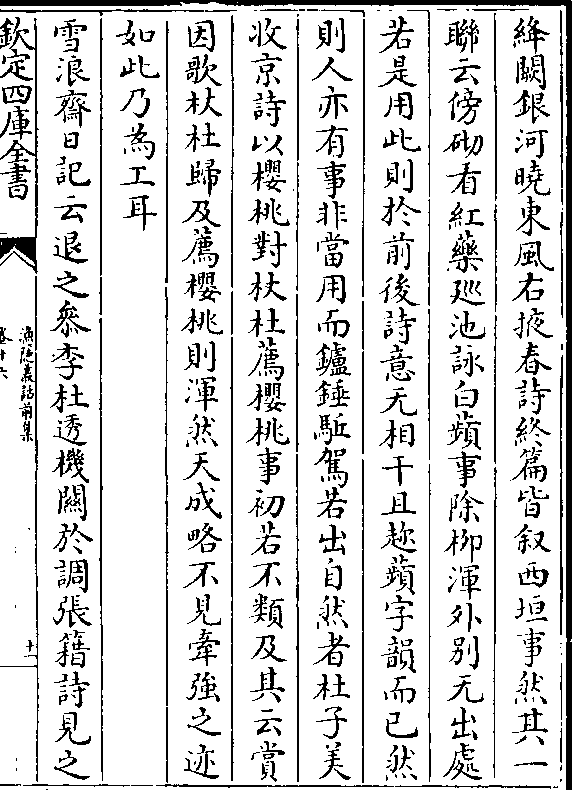 絳闕銀河曉東風右掖春詩終篇皆叙西垣事然其一
聯云傍砌看紅藥廵池詠白蘋事除栁渾外别无出處
若是用此則於前後詩意无相干且趂蘋字韻而已然
則人亦有事非當用而鑪錘駈駕若出自然者杜子美
收京詩以櫻桃對杕杜薦櫻桃事初若不類及其云賞
因歌杕杜歸及薦櫻桃則渾然天成略不見牽強之迹
如此乃為工耳
雪浪齋日記云退之叅李杜透機關於調張籍詩見之
欽定四庫全書
漁隱叢話前集
卷十六
十一